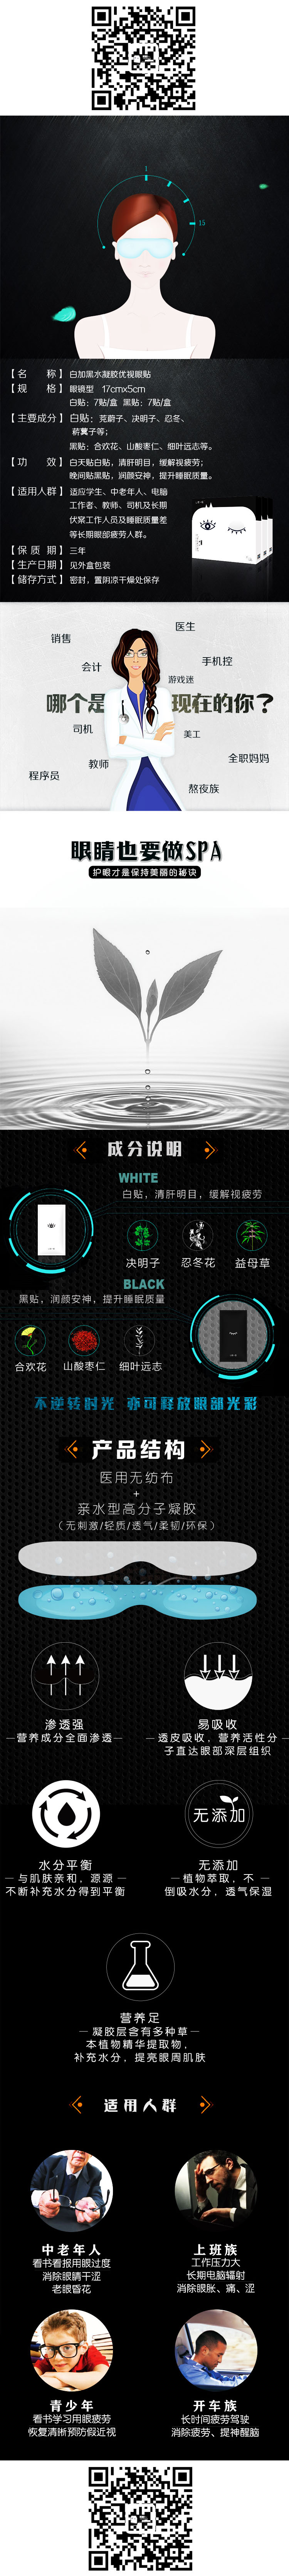 1
15
【名 称】白加黑水凝胶优视眼贴
【规 格】眼镜型 17cmx5cm
白贴：7贴/盒 黑贴：7贴/盒
【主要成分】白贴：茺蔚子、决明子、忍冬、
薪蓂子等；
黑贴：合欢花、山酸枣仁、细叶远志等。
【功 效】白天贴白贴，清肝明目，缓解视疲劳；
晚间贴黑贴，润颜安神，提升睡眠质量。
【适用人群】适应学生、中老年人、电脑
工作者、教师、司机及长期
伏案工作人员及睡眠质量差
等长期眼部疲劳人群。
【保 质 期】三年
【生产日期】见外盒包装
【储存方式】密封，置阴凉干燥处保存
医生
销售
手机控
会计
游戏迷
哪个是现在的你？
司机
美工
全职妈妈
教师
程序员
熬夜族
眼睛也要做SPA
护眼才是保持美丽的秘诀
成分说明
WHITE
白贴，清肝明目，缓解视疲劳
决明子 忍冬花 益母草
BLACK
黑贴，润颜安神，提升睡眠质量
合欢花 山酸枣仁 细叶远志
不逆转时光 亦可释放眼部光彩
产品结构
医用无纺布
+
亲水型高分子凝胶
（无刺激/轻质/透气/柔韧/环保）
渗透强
营养成分全面渗透
易吸收
透皮吸收，营养活性分
子直达眼部深层组织
水分平衡
与肌肤亲和，源源
不断补充水分得到平衡
无添加
无添加
植物萃取，不
倒吸水分，透气保湿
营养足
凝胶层含有多种草
本植物精华提取物，
补充水分，提亮眼周肌肤
适用人群
中老年人
看书看报用眼过度
消除眼睛干涩
老眼昏花
上班族
工作压力大
长期电脑辐射
消除眼胀、痛、涩
青少年
看书学习用眼疲劳
恢复清晰预防假近视
开车族
长时间疲劳驾驶
消除疲劳、提神醒脑